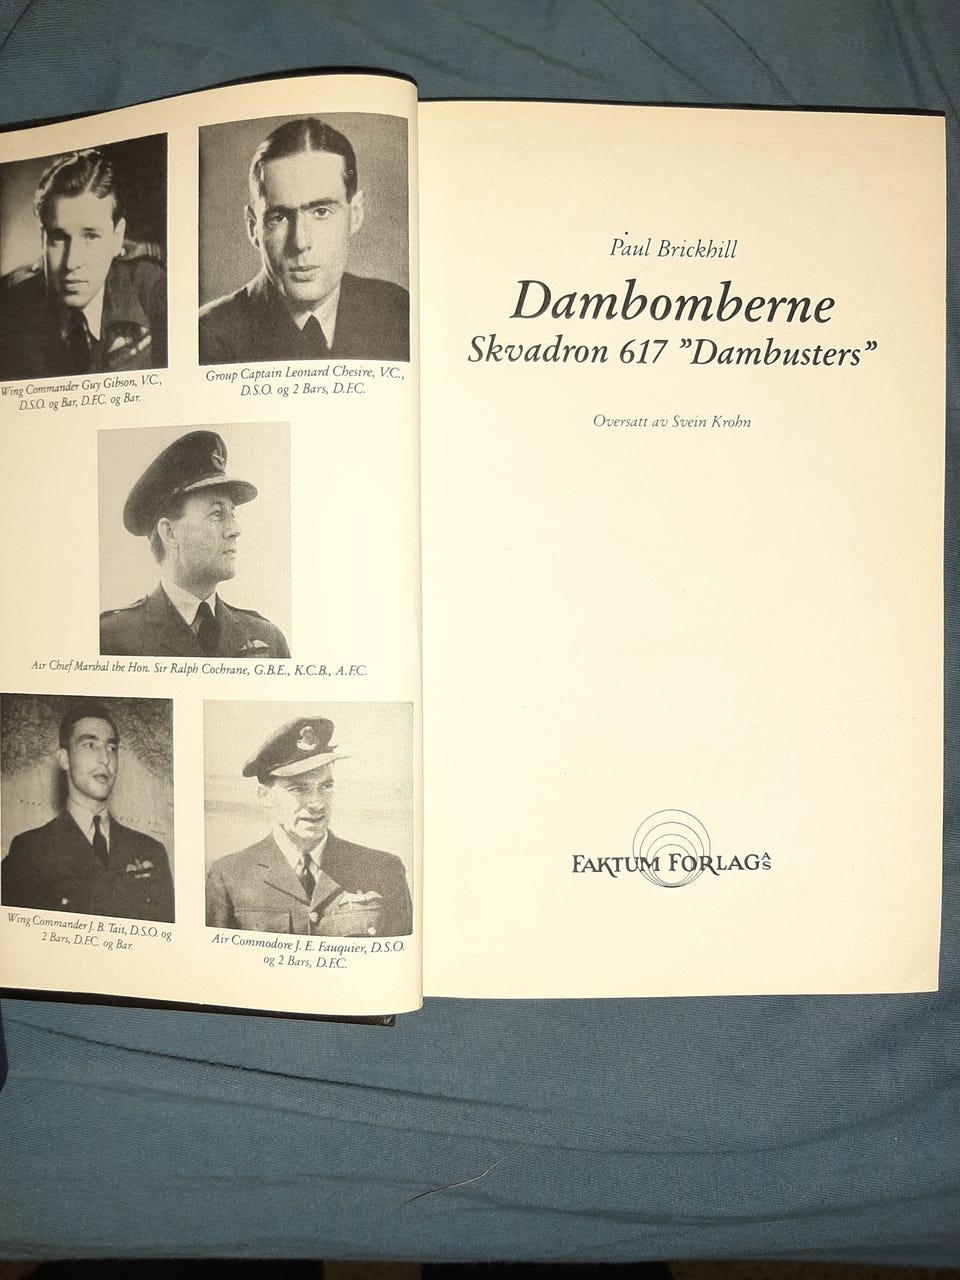 Wing Commander Guy Gibson, V.C.,
D.S.O. og Bar, D.F.C. og Bar.
Group Captain Leonard Chesire, V.C.,
D.S.O. og 2 Bars, D.F.C.
Air Chief Marshal the Hon. Sir Ralph Cochrane, G.B.E., K.C.B., A.F.C.
Wing Commander J. B. Tait, D.S.O. og
2 Bars, D.F.C. og Bar.
Air Commodore J. E. Fauquier, D.S.O.
og 2 Bars, D.F.C.
Paul Brickhill
Dambomberne
Skvadron 617 ”Dambusters”
Oversatt av Svein Krohn
FAKTUM FORLAG AS